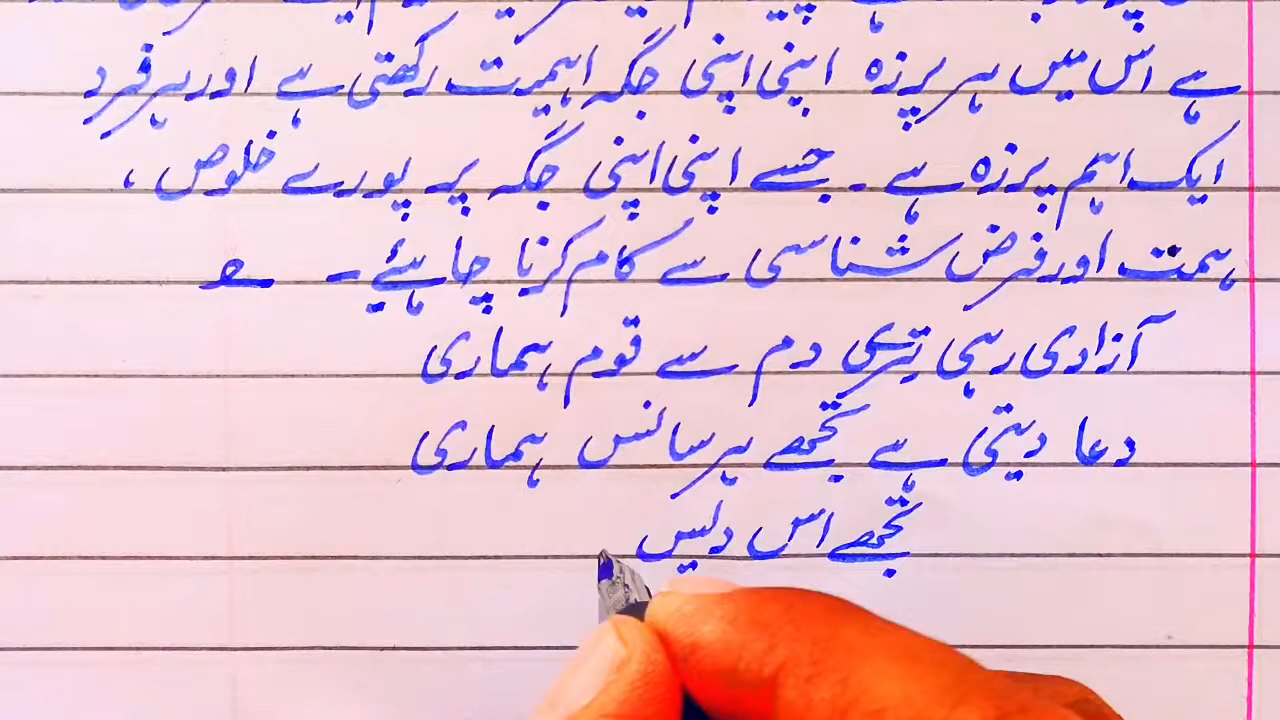 ہے اس میں ہر پرزہ اپنی اپنی جگہ اہمیت رکھتی ہے اور ہر فرد
ایک اہم پرزہ ہے ۔ جسے اپنی اپنی جگہ پر پورے خلوص ،
ہمت اور فرض شناسی سے کام کرنا چاہیئے ۔
آزادی رہی تیری دم سے قوم ہماری
دعا دیتی ہے تجھے ہر سانس ہماری
تجھے اس دیس